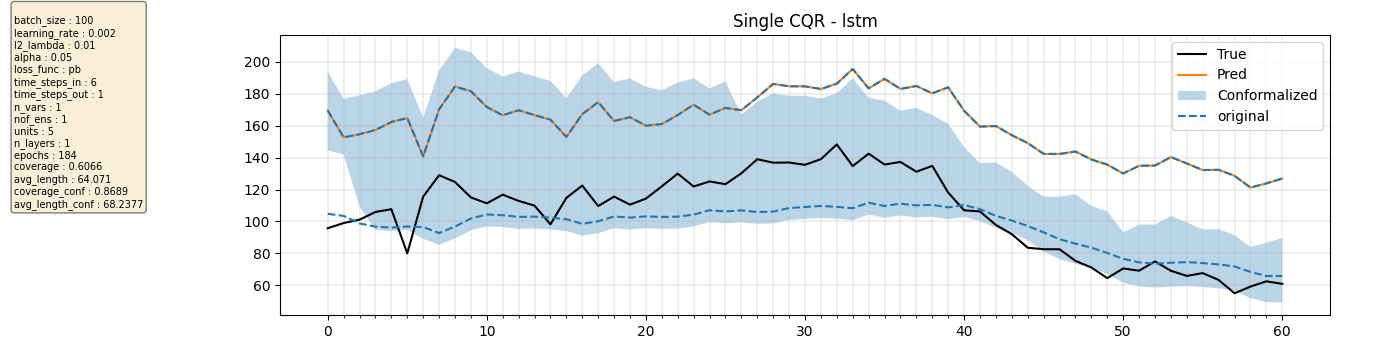 batch_size : 100
learning_rate : 0.002
l2_lambda : 0.01
alpha : 0.05
loss_func : pb
time_steps_in : 6
time_steps_out : 1
n_vars : 1
nof_ens : 1
units : 5
n_layers : 1
epochs : 184
coverage : 0.6066
avg_length : 64.071
coverage_conf : 0.8689
avg_length_conf : 68.2377
Single CQR - lstm
True
Pred
Conformalized
original
200
180
160
140
120
100
80
60
0 10 20 30 40 50 60